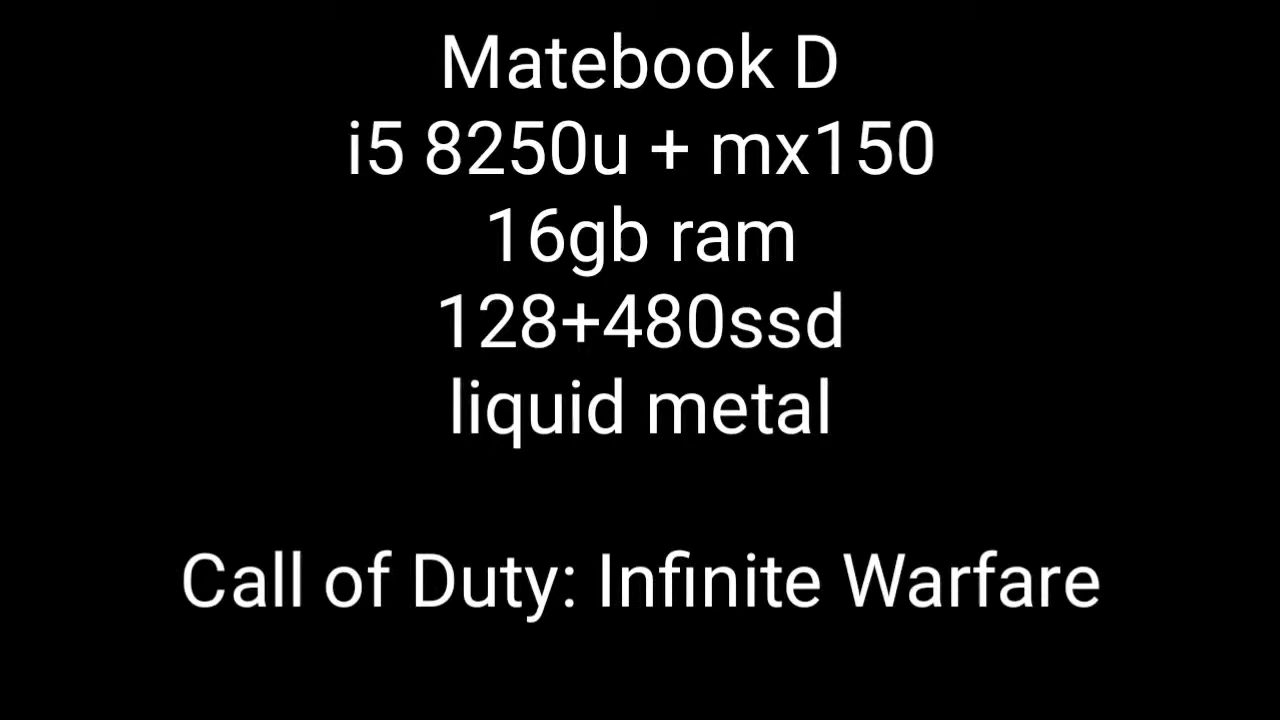 Matebook D
i5 8250u + mx150
16gb ram
128+480ssd
liquid metal
Call of Duty: Infinite Warfare